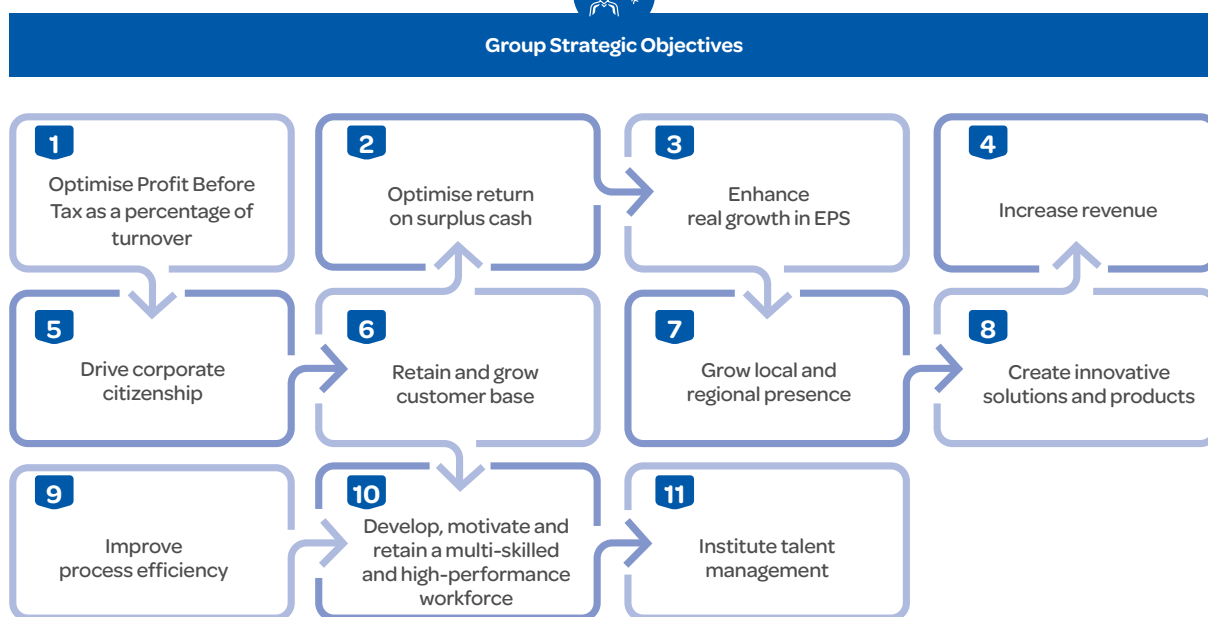 Group Strategic Objectives
1
Optimise Profit Before
Tax as a percentage of
turnover
2
Optimise return
on surplus cash
3
Enhance
real growth in EPS
4
Increase revenue
5
Drive corporate
citizenship
6
Retain and grow
customer base
7
Grow local and
regional presence
8
Create innovative
solutions and products
9
Improve
process efficiency
10
Develop, motivate and
retain a multi-skilled
and high-performance
workforce
11
Institute talent
management